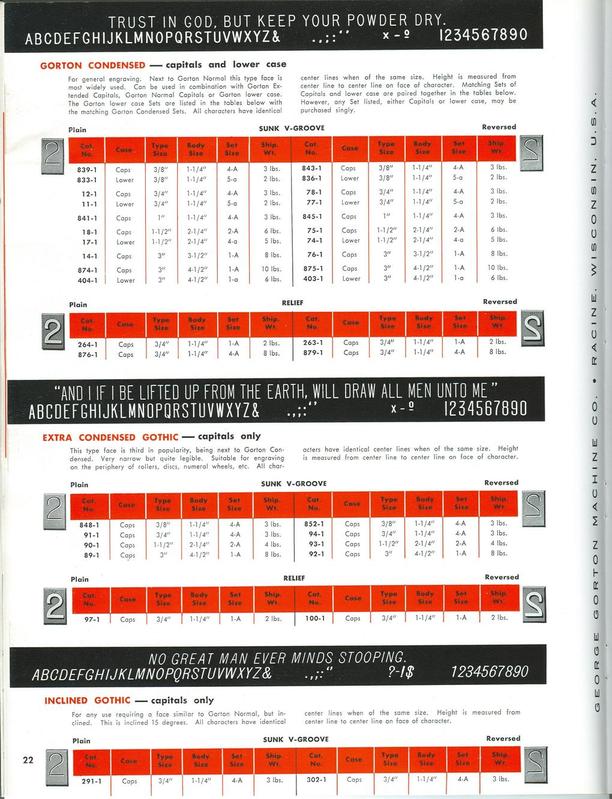 TRUST IN GOD, BUT KEEP YOUR POWDER DRY.
ABCDEFGHIJKLMNOPQRSTUVWXYZ& .,;:‘’ x - º 1234567890
GORTON CONDENSED — capitals and lower case
For general engraving. Next to Gorton Normal this type face is
most widely used. Can be used in combination with Gorton Ex-
tended Capitals, Gorton Normal Capitals or Gorton lower case.
The Gorton lower case Sets are listed in the tables below with
the matching Gorton Condensed Sets. All characters have identical
center lines when of the same size. Height is measured from
center line to center line on face of character. Matching Sets of
Capitals and lower case are paired together in the tables below.
However, any Set listed, either Capitals or lower case, may be
purchased singly.
Plain SUNK V-GROOVE Reversed
2 Cat. No. Case Type Size Body Size Set Size Ship. Wt. Cat. No. Case Type Size Body Size Set Size Ship. Wt. 2
839-1 Caps 3/8" 1-1/4" 4-A 3 lbs. 843-1 Caps 3/8" 1-1/4" 4-A 3 lbs.
833-1 Lower 3/8" 1-1/4" 5-a 2 lbs. 836-1 Lower 3/8" 1-1/4" 5-a 2 lbs.
12-1 Caps 3/4" 1-1/4" 4-A 3 lbs. 78-1 Caps 3/4" 1-1/4" 4-A 3 lbs.
11-1 Lower 3/4" 1-1/4" 5-a 2 lbs. 77-1 Lower 3/4" 1-1/4" 5-a 2 lbs.
841-1 Caps 1" 1-1/4" 4-A 3 lbs. 845-1 Caps 1" 1-1/4" 4-A 3 lbs.
18-1 Caps 1-1/2" 2-1/4" 2-A 6 lbs. 75-1 Caps 1-1/2" 2-1/4" 2-A 6 lbs.
17-1 Lower 1-1/2" 2-1/4" 4-a 5 lbs. 74-1 Lower 1-1/2" 2-1/4" 4-a 5 lbs.
14-1 Caps 3" 3-1/2" 1-A 8 lbs. 76-1 Caps 3" 3-1/2" 1-A 8 lbs.
874-1 Caps 3" 4-1/2" 1-A 10 lbs. 875-1 Caps 3" 4-1/2" 1-A 10 lbs.
404-1 Lower 3" 4-1/2" 1-a 6 lbs. 403-1 Lower 3" 4-1/2" 1-a 6 lbs.
Plain RELIEF Reversed
2 Cat. No. Case Type Size Body Size Set Size Ship. Wt. Cat. No. Case Type Size Body Size Set Size Ship. Wt. 2
264-1 Caps 3/4" 1-1/4" 1-A 2 lbs. 263-1 Caps 3/4" 1-1/4" 1-A 2 lbs.
876-1 Caps 3/4" 1-1/4" 4-A 8 lbs. 879-1 Caps 3/4" 1-1/4" 4-A 8 lbs.
"AND I IF I BE LIFTED UP FROM THE EARTH, WILL DRAW ALL MEN UNTO ME"
ABCDEFGHIJKLMNOPQRSTUVWXYZ& .,;:‘’ x - º 1234567890
EXTRA CONDENSED GOTHIC — capitals only
This type face is third in popularity, being next to Gorton Con-
densed. Very narrow but quite legible. Suitable for engraving
on the periphery of rollers, discs, numeral wheels, etc. All char-
acters have identical center lines when of the same size. Height
is measured from center line to center line on face of character.
Plain SUNK V-GROOVE Reversed
2 Cat. No. Case Type Size Body Size Set Size Ship. Wt. Cat. No. Case Type Size Body Size Set Size Ship. Wt. 2
848-1 Caps 3/8" 1-1/4" 4-A 3 lbs. 852-1 Caps 3/8" 1-1/4" 4-A 3 lbs.
91-1 Caps 3/4" 1-1/4" 4-A 3 lbs. 94-1 Caps 3/4" 1-1/4" 4-A 3 lbs.
90-1 Caps 1-1/2" 2-1/4" 2-A 4 lbs. 93-1 Caps 1-1/2" 2-1/4" 2-A 4 lbs.
89-1 Caps 3" 4-1/2" 1-A 8 lbs. 92-1 Caps 3" 4-1/2" 1-A 8 lbs.
Plain RELIEF Reversed
2 Cat. No. Case Type Size Body Size Set Size Ship. Wt. Cat. No. Case Type Size Body Size Set Size Ship. Wt. 2
97-1 Caps 3/4" 1-1/4" 1-A 2 lbs. 100-1 Caps 3/4" 1-1/4" 1-A 2 lbs.
NO GREAT MAN EVER MINDS STOOPING.
ABCDEFGHIJKLMNOPQRSTUVWXYZ& .,;:‘’ ?-!$ 1234567890
INCLINED GOTHIC — capitals only
For any use requiring a face similar to Gorton Normal, but in-
clined. This is inclined 15 degrees. All characters have identical
center lines when of the same size. Height is measured from
center line to center line on face of character.
Plain SUNK V-GROOVE Reversed
2 Cat. No. Case Type Size Body Size Set Size Ship. Wt. Cat. No. Case Type Size Body Size Set Size Ship. Wt. 2
291-1 Caps 3/4" 1-1/4" 4-A 3 lbs. 302-1 Caps 3/4" 1-1/4" 4-A 3 lbs.
22
GEORGE GORTON MACHINE CO. • RACINE, WISCONSIN, U.S.A.